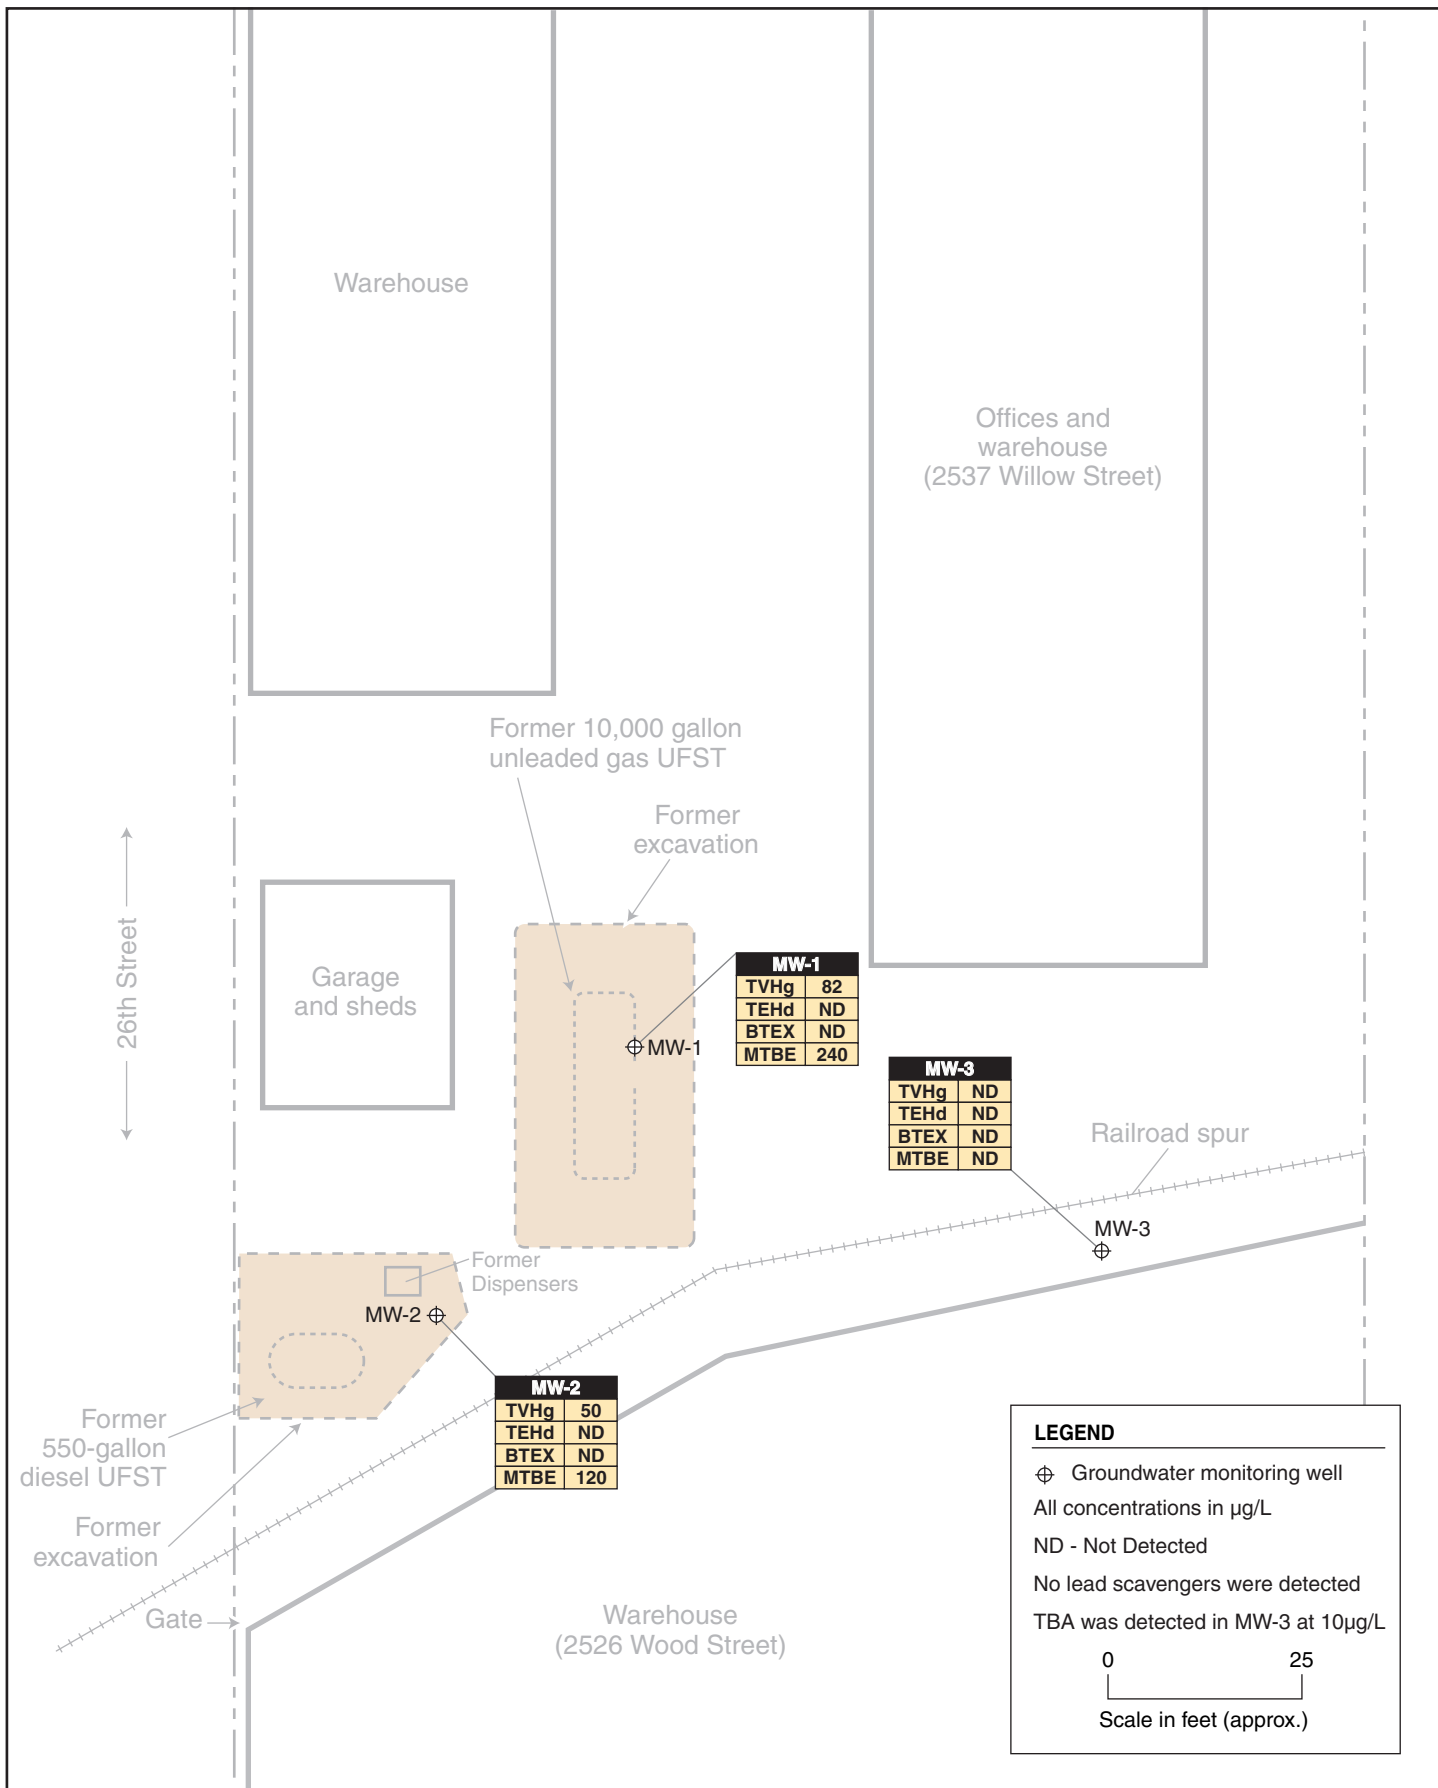 Warehouse
Offices and
warehouse
(2537 Willow Street)
Former 10,000 gallon
unleaded gas UFST
Former
excavation
26th Street
Garage
and sheds
MW-1
MW-1
TVHg 82
TEHd ND
BTEX ND
MTBE 240
MW-3
TVHg ND
TEHd ND
BTEX ND
MTBE ND
Railroad spur
MW-3
Former
Dispensers
MW-2
MW-2
TVHg 50
TEHd ND
BTEX ND
MTBE 120
Former
550-gallon
diesel UFST
Former
excavation
Gate
Warehouse
(2526 Wood Street)
LEGEND
Groundwater monitoring well
All concentrations in µg/L
ND - Not Detected
No lead scavengers were detected
TBA was detected in MW-3 at 10µg/L
0 25
Scale in feet (approx.)